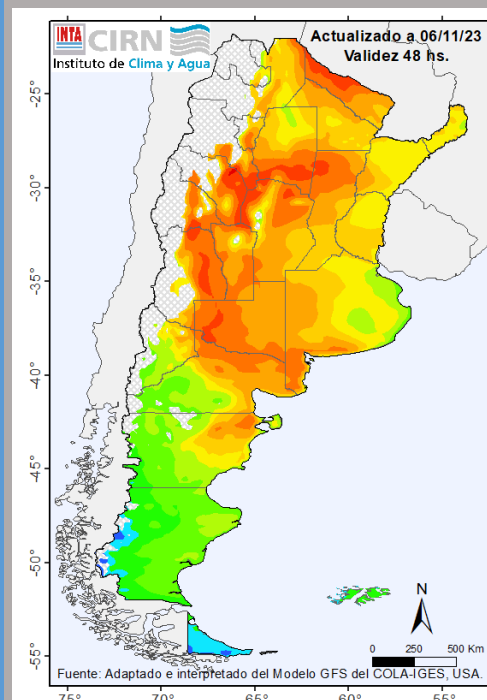 INTA CIRN
Instituto de Clima y Agua
Actualizado a 06/11/23
Validez 48 hs.
-25°
-30°
-35°
-40°
-45°
-50°
-55°
N
0 250 500 Km
Fuente: Adaptado e interpretado del Modelo GFS del COLA-IGES, USA.
-75° -70° -65° -60° -55°